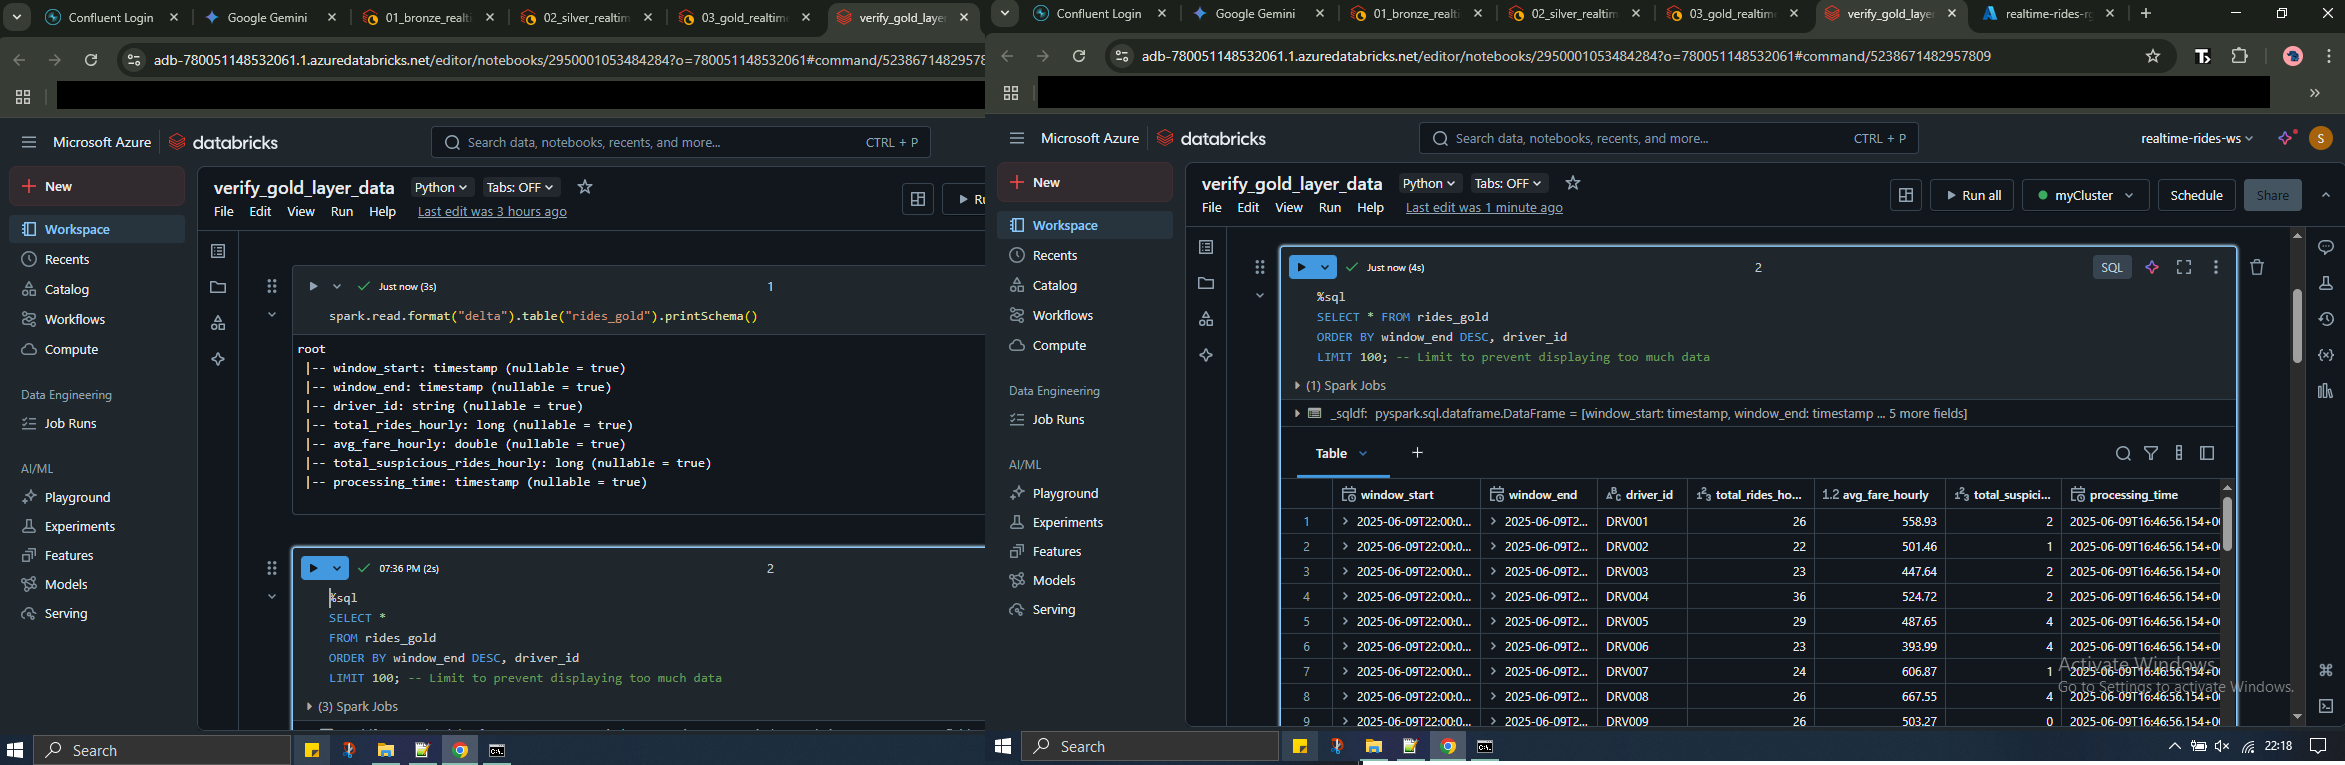 Confluent Login
Google Gemini
01_bronze_realti
02_silver_realtim
03_gold_realtime
verify_gold_layer
adb-780051148532061.1.azuredatabricks.net/editor/notebooks/2950001053484284?o=780051148532061#command/52386714829578
Microsoft Azure
databricks
Search data, notebooks, recents, and more...
CTRL + P
New
Workspace
Recents
Catalog
Workflows
Compute
Data Engineering
Job Runs
AI/ML
Playground
Experiments
Features
Models
Serving
verify_gold_layer_data
Python
Tabs: OFF
File Edit View Run Help
Last edit was 3 hours ago
Just now (3s)
1
spark.read.format("delta").table("rides_gold").printSchema()
root
|-- window_start: timestamp (nullable = true)
|-- window_end: timestamp (nullable = true)
|-- driver_id: string (nullable = true)
|-- total_rides_hourly: long (nullable = true)
|-- avg_fare_hourly: double (nullable = true)
|-- total_suspicious_rides_hourly: long (nullable = true)
|-- processing_time: timestamp (nullable = true)
07:36 PM (2s)
2
%sql
SELECT *
FROM rides_gold
ORDER BY window_end DESC, driver_id
LIMIT 100; -- Limit to prevent displaying too much data
(3) Spark Jobs
Search
Confluent Login
Google Gemini
01_bronze_realti
02_silver_realtim
03_gold_realtime
verify_gold_layer
realtime-rides-rg
adb-780051148532061.1.azuredatabricks.net/editor/notebooks/2950001053484284?o=780051148532061#command/5238671482957809
Microsoft Azure
databricks
Search data, notebooks, recents, and more...
CTRL + P
realtime-rides-ws
S
New
Workspace
Recents
Catalog
Workflows
Compute
Data Engineering
Job Runs
AI/ML
Playground
Experiments
Features
Models
Serving
verify_gold_layer_data
Python
Tabs: OFF
File Edit View Run Help
Last edit was 1 minute ago
Run all
myCluster
Schedule
Share
Just now (4s)
2
SQL
%sql
SELECT * FROM rides_gold
ORDER BY window_end DESC, driver_id
LIMIT 100; -- Limit to prevent displaying too much data
(1) Spark Jobs
_sqldf: pyspark.sql.dataframe.DataFrame = [window_start: timestamp, window_end: timestamp ... 5 more fields]
Table
window_start window_end driver_id total_rides_ho... 1.2 avg_fare_hourly total_suspici... processing_time
1 2025-06-09T22:00:0... 2025-06-09T2... DRV001 26 558.93 2 2025-06-09T16:46:56.154+0
2 2025-06-09T22:00:0... 2025-06-09T2... DRV002 22 501.46 1 2025-06-09T16:46:56.154+0
3 2025-06-09T22:00:0... 2025-06-09T2... DRV003 23 447.64 2 2025-06-09T16:46:56.154+0
4 2025-06-09T22:00:0... 2025-06-09T2... DRV004 36 524.72 2 2025-06-09T16:46:56.154+0
5 2025-06-09T22:00:0... 2025-06-09T2... DRV005 29 487.65 4 2025-06-09T16:46:56.154+0
6 2025-06-09T22:00:0... 2025-06-09T2... DRV006 23 393.99 4 2025-06-09T16:46:56.154+0
7 2025-06-09T22:00:0... 2025-06-09T2... DRV007 24 606.87 1 2025-06-09T16:46:56.154+0
8 2025-06-09T22:00:0... 2025-06-09T2... DRV008 26 667.55 4 2025-06-09T16:46:56.154+0
9 2025-06-09T22:00:0... 2025-06-09T2... DRV009 26 503.27 0 2025-06-09T16:46:56.154+0
Activate Windows
Go to Settings to activate Windows.
Search
22:18